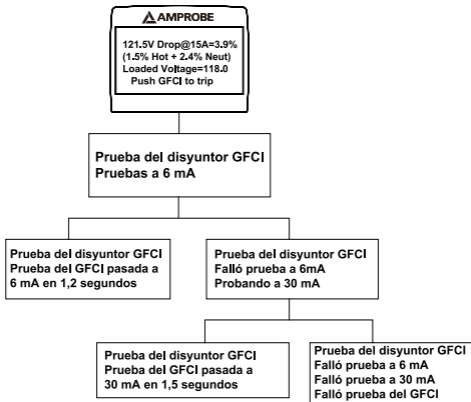 AMPROBE
121.5V Drop@15A=3.9%
(1.5% Hot + 2.4% Neut)
Loaded Voltage=118.0
Push GFCI to trip
Prueba del disyuntor GFCI
Pruebas a 6 mA
Prueba del disyuntor GFCI
Prueba del GFCI pasada a
6 mA en 1,2 segundos
Prueba del disyuntor GFCI
Falló prueba a 6mA
Probando a 30 mA
Prueba del disyuntor GFCI
Prueba del GFCI pasada a
30 mA en 1,5 segundos
Prueba del disyuntor GFCI
Falló prueba a 6 mA
Falló prueba a 30 mA
Falló prueba del GFCI